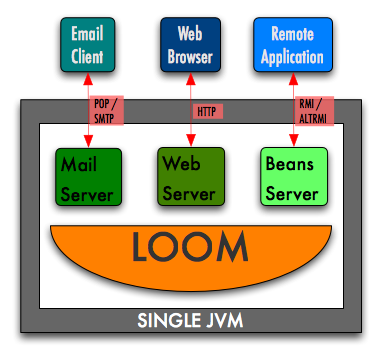 Email
Client
Web
Browser
Remote
Application
POP /
SMTP
HTTP
RMI /
ALTRMI
Mail
Server
Web
Server
Beans
Server
LOOM
SINGLE JVM